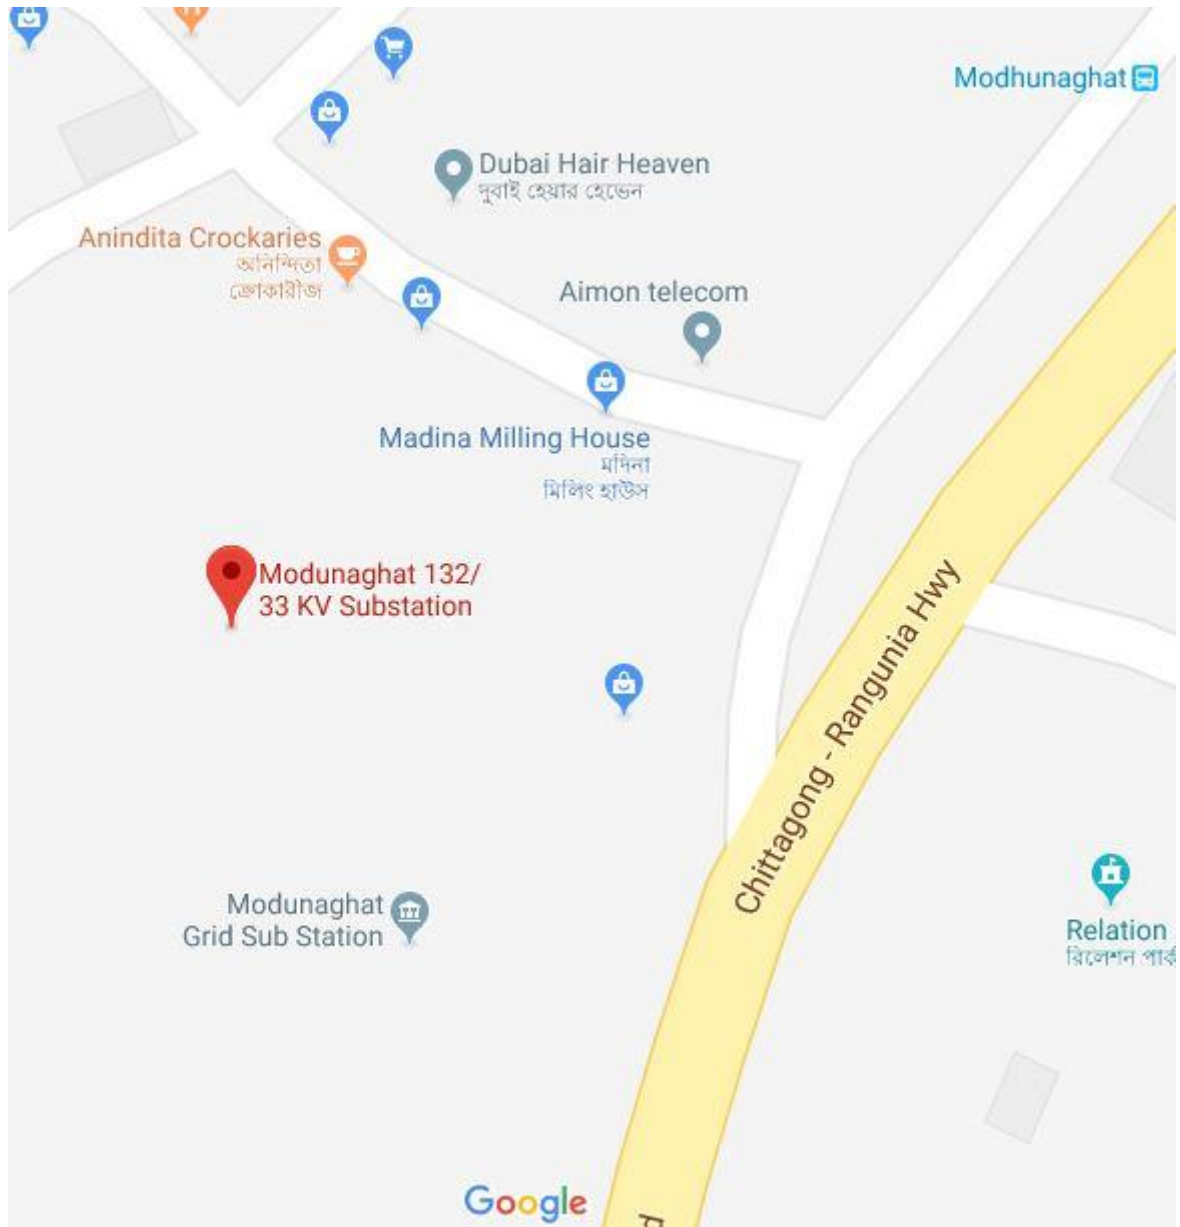 Modhunaghat
Dubai Hair Heaven
দুবাই হেয়ার হেভেন
Anindita Crockaries
অনিন্দিতা
ক্রোকারীজ
Aimon telecom
Madina Milling House
মদিনা
মিলিং হাউস
Modunaghat 132/
33 KV Substation
Chittagong - Rangunia Hwy
Modunaghat
Grid Sub Station
Relation
রিলেশন পার্ক
Google
d